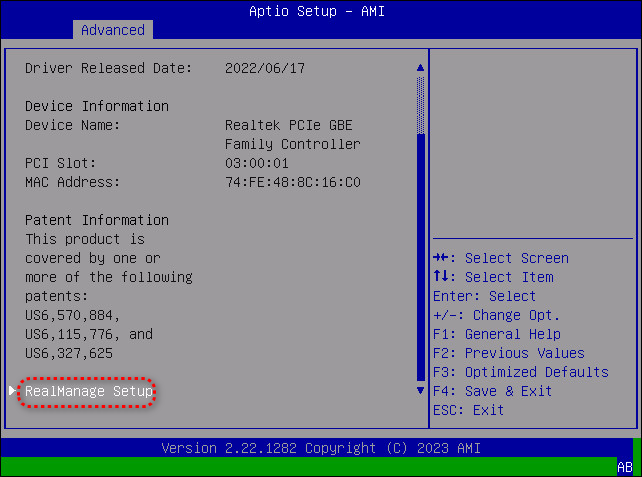 Aptio Setup - AMI
Advanced
Driver Released Date: 2022/06/17
Device Information
Device Name: Realtek PCIe GBE
Family Controller
PCI Slot: 03:00:01
MAC Address: 74:FE:48:8C:16:C0
Patent Information
This product is
covered by one or
more of the following
patents:
US6,570,884,
US6,115,776, and
US6,327,625
RealManage Setup
→←: Select Screen
↑↓: Select Item
Enter: Select
+/-: Change Opt.
F1: General Help
F2: Previous Values
F3: Optimized Defaults
F4: Save & Exit
ESC: Exit
Version 2.22.1282 Copyright (C) 2023 AMI
AB